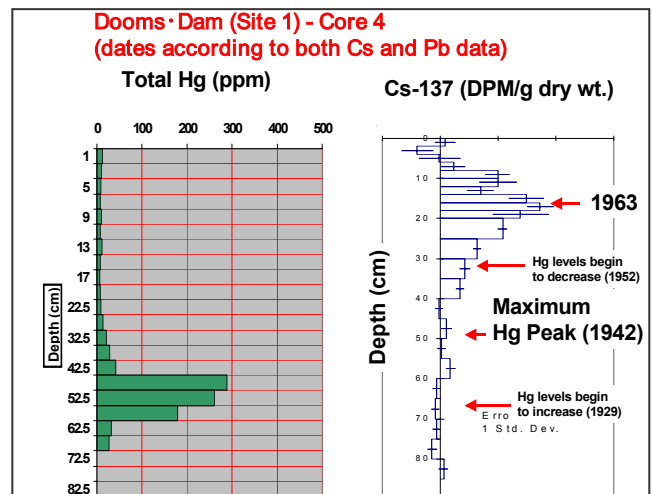 Dooms·Dam (Site 1) - Core 4
(dates according to both Cs and Pb data)
Total Hg (ppm)
0 100 200 300 400 500
1
5
9
13
17
22.5
32.5
42.5
52.5
62.5
72.5
82.5
Depth (cm)
Cs-137 (DPM/g dry wt.)
0
10
20
30
40
50
60
70
80
Depth (cm)
1963
Hg levels begin
to decrease (1952)
Maximum
Hg Peak (1942)
Hg levels begin
to increase (1929)
Erro
1 Std. Dev.